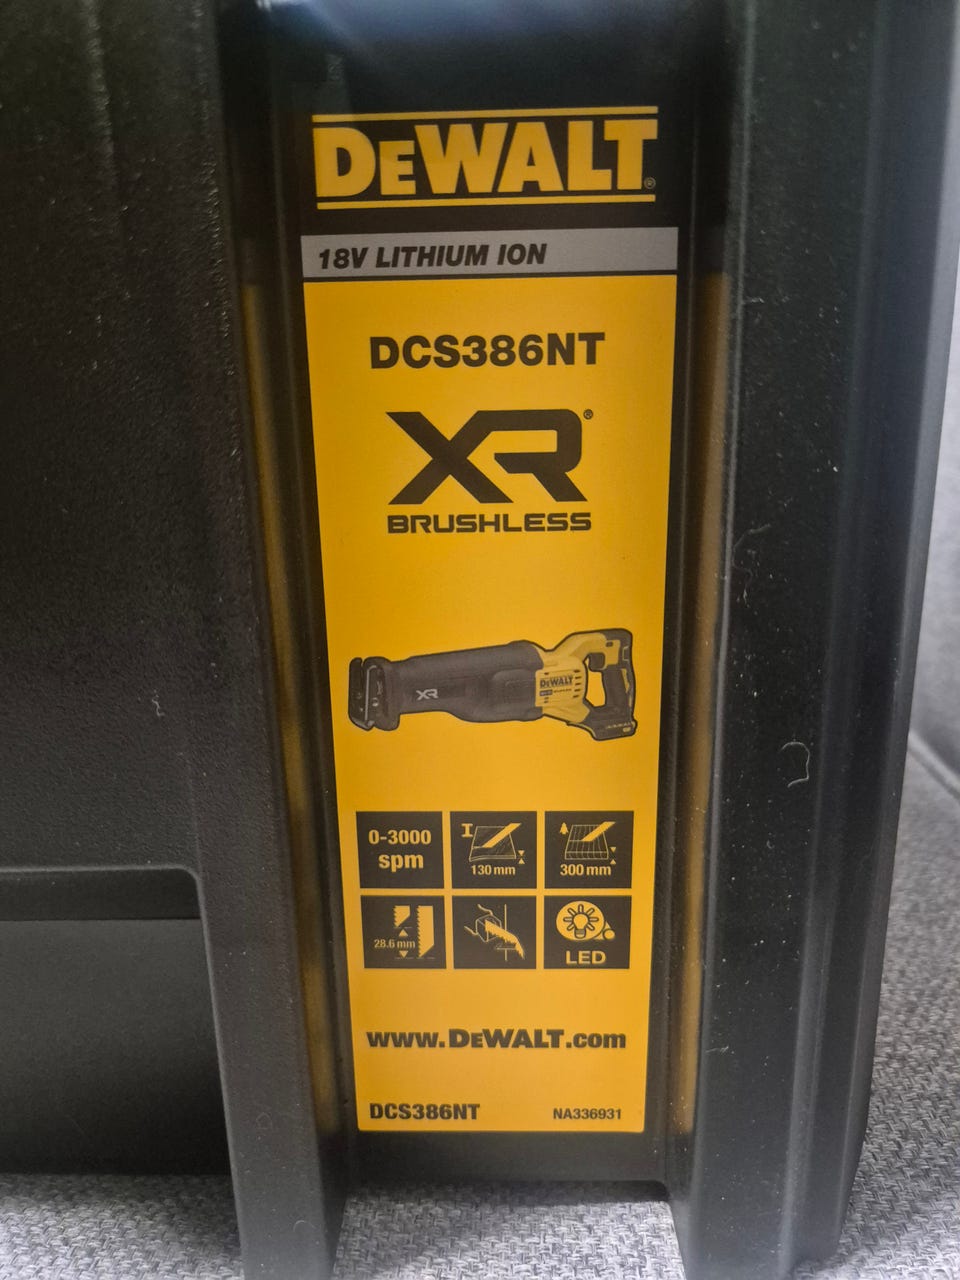 DEWALT®
18V LITHIUM ION
DCS386NT
XR®
BRUSHLESS
XR
DEWALT
0-3000
spm
130 mm
300 mm
28.6 mm
LED
www.DEWALT.com
DCS386NT NA336931